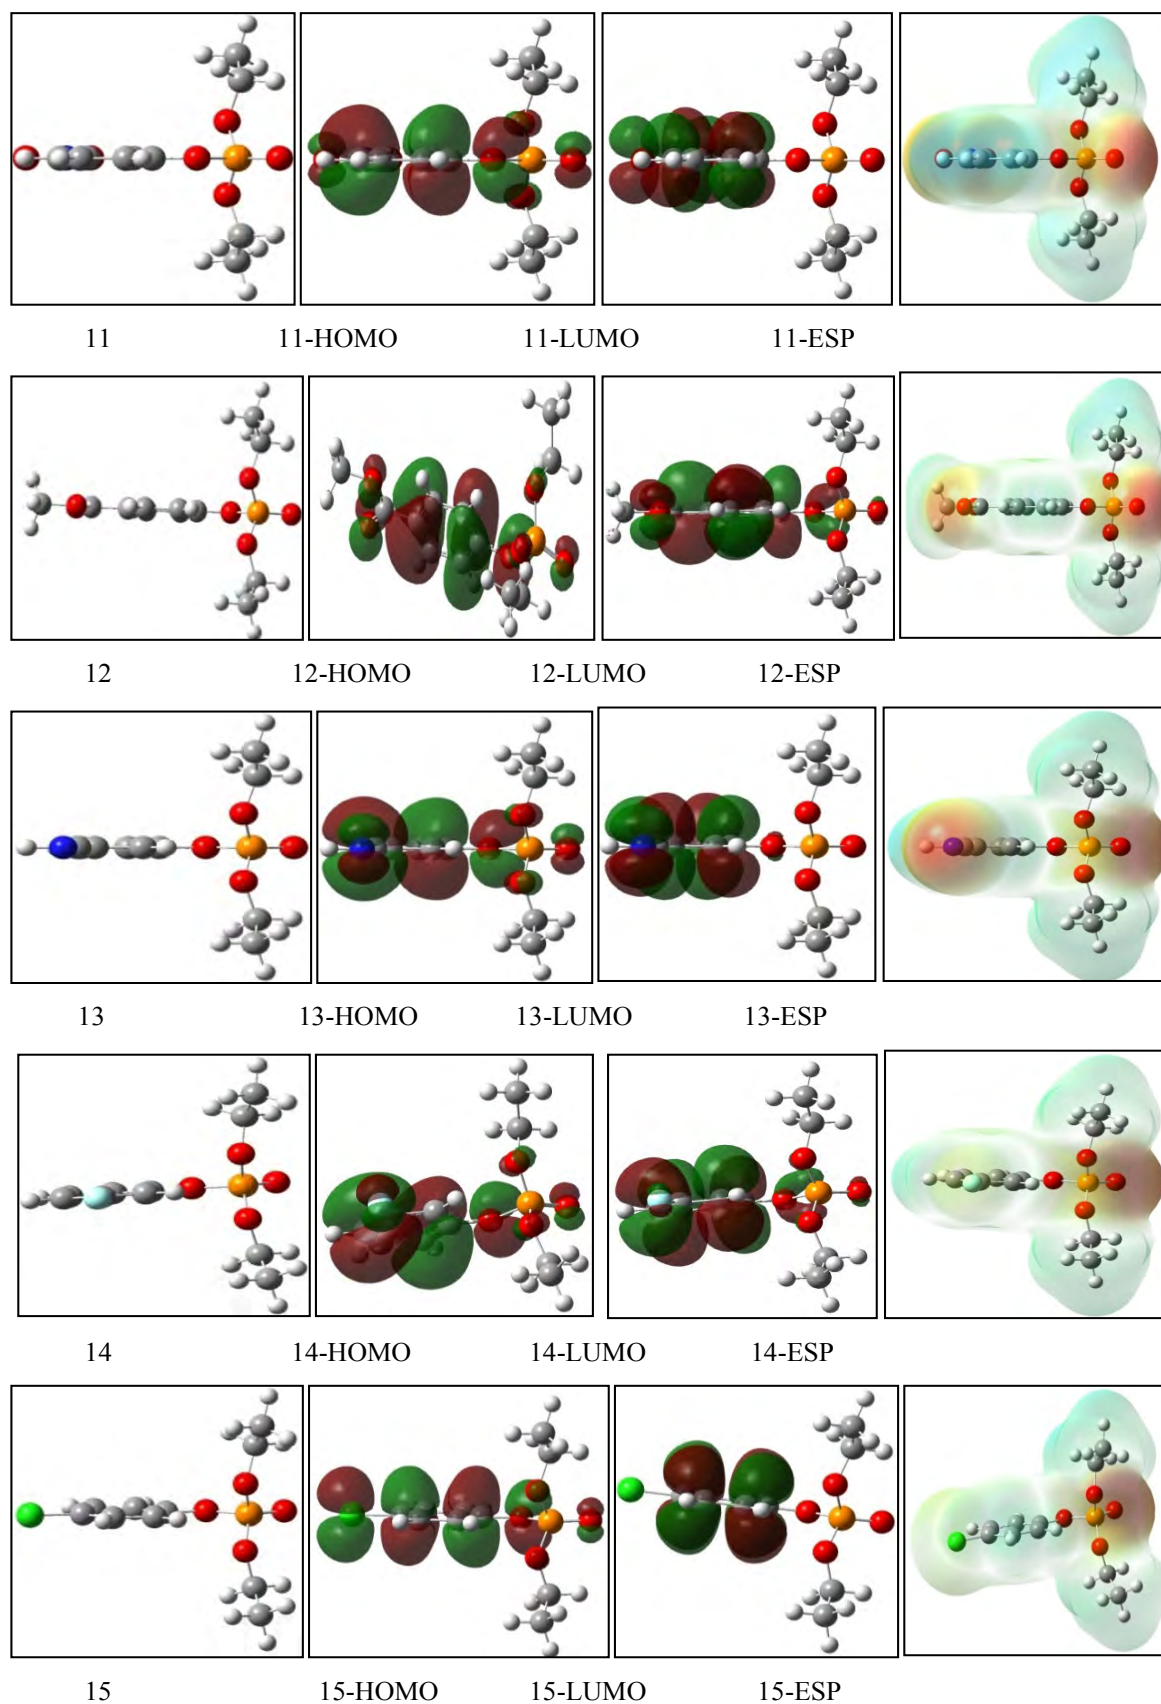 11 11-HOMO 11-LUMO 11-ESP
12 12-HOMO 12-LUMO 12-ESP
13 13-HOMO 13-LUMO 13-ESP
14 14-HOMO 14-LUMO 14-ESP
15 15-HOMO 15-LUMO 15-ESP